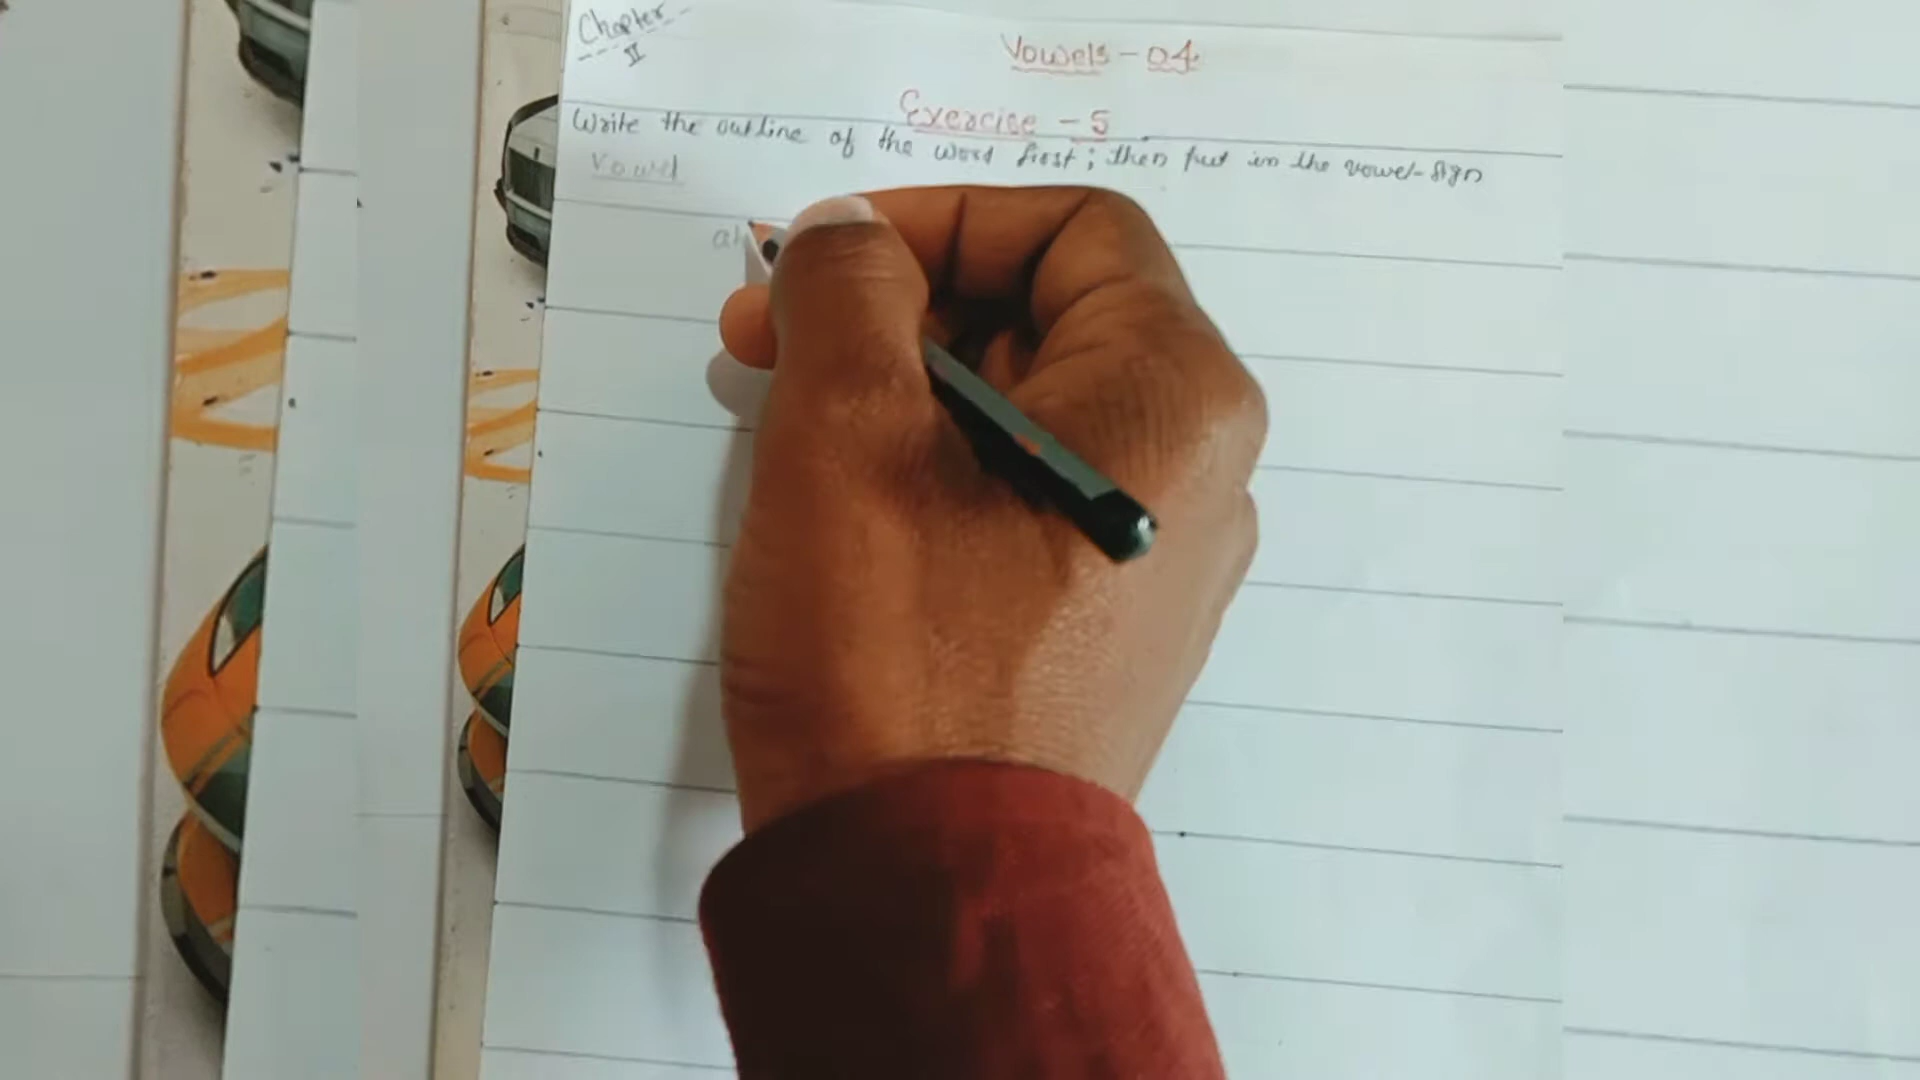 Chapter
II
Vowels - 04
Exercise - 5
Write the outline of the word first; then put in the vowel-sign
Vowel